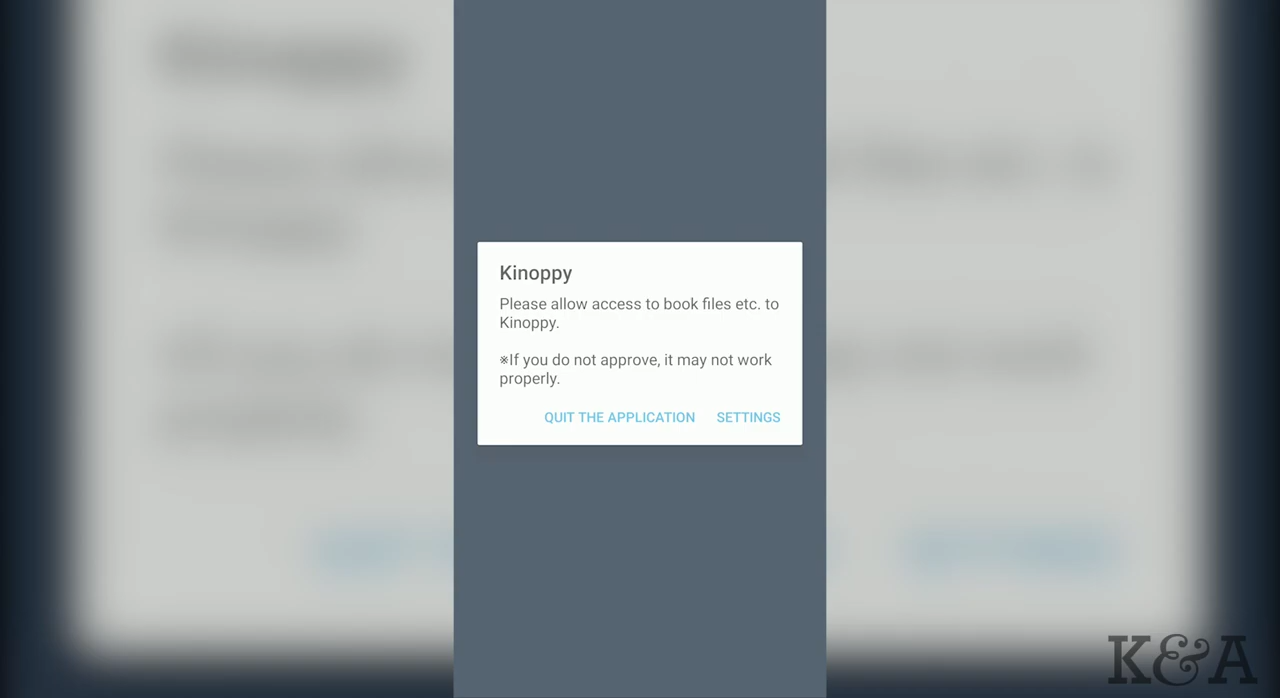 Kinoppy
Please allow access to book files etc. to
Kinoppy.
※If you do not approve, it may not work
properly.
QUIT THE APPLICATION SETTINGS
K&A